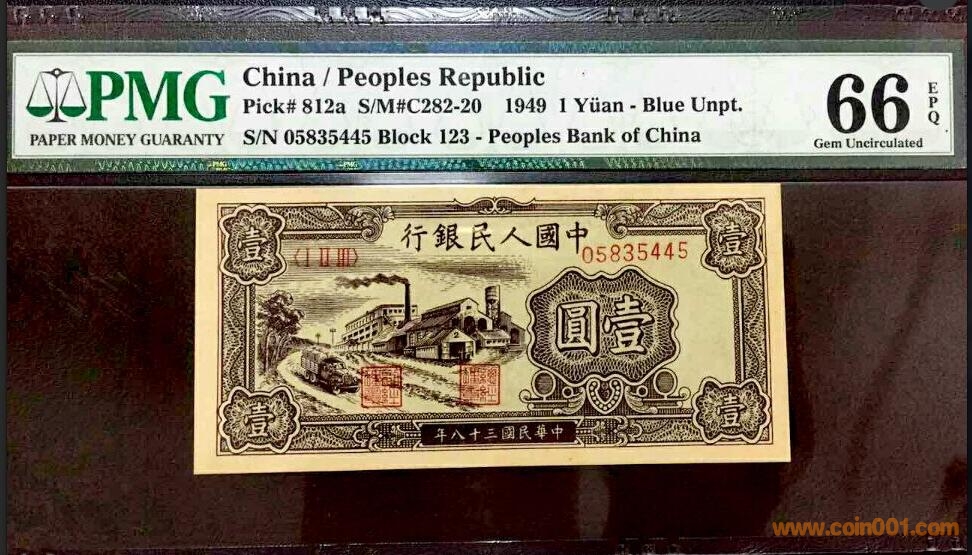 PMG
PAPER MONEY GUARANTY
China / Peoples Republic
Pick# 812a S/M#C282-20 1949 1 Yüan - Blue Unpt.
S/N 05835445 Block 123 - Peoples Bank of China
66
EPQ
Gem Uncirculated
PMG
PMG
行銀民人國中
〈I II III〉
05835445
壹
壹
圓壹
年八十三國民華中
壹
壹
www.coin001.com